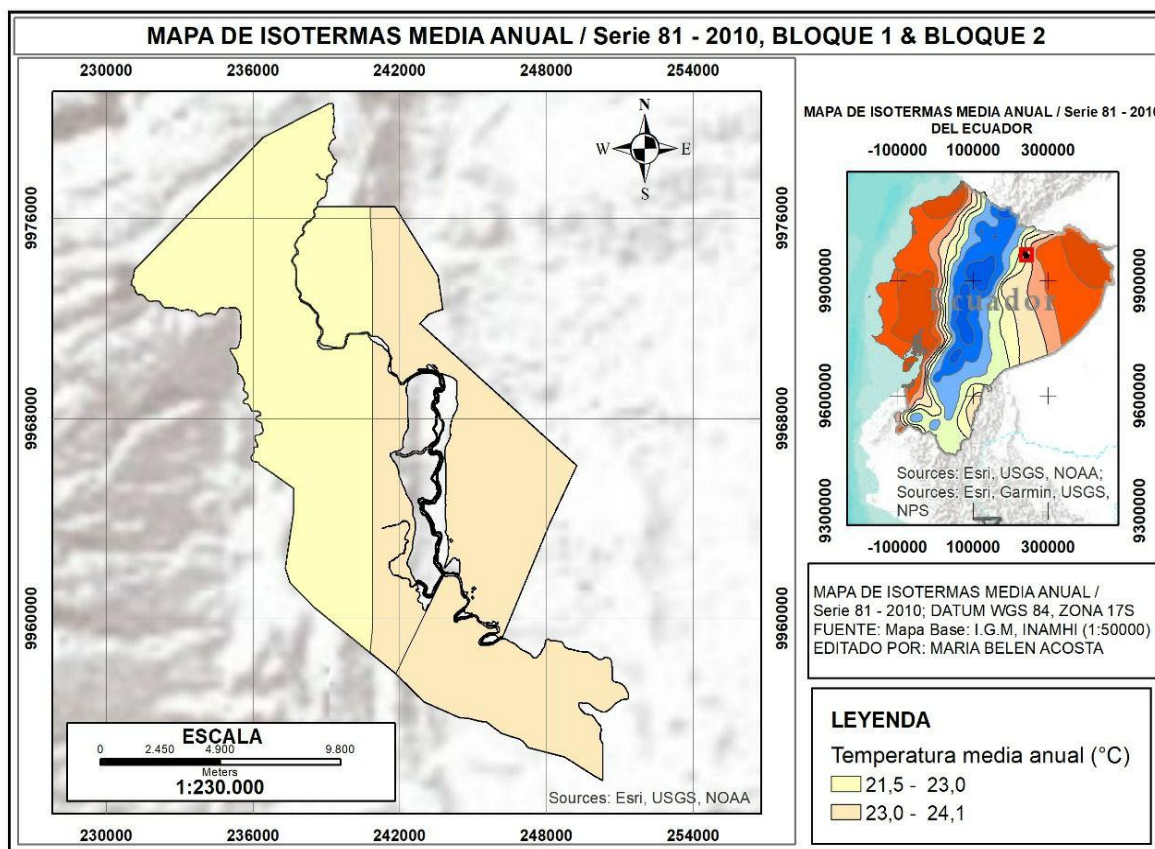 MAPA DE ISOTERMAS MEDIA ANUAL / Serie 81 - 2010, BLOQUE 1 & BLOQUE 2
230000 236000 242000 248000 254000
9976000
9968000
9960000
N
W E
S
9976000
9968000
9960000
ESCALA
0 2.450 4.900 9.800
Meters
1:230.000
Sources: Esri, USGS, NOAA
230000 236000 242000 248000 254000
MAPA DE ISOTERMAS MEDIA ANUAL / Serie 81 - 2010
DEL ECUADOR
-100000 100000 300000
9900000
9600000
9300000
Ecuador
9900000
9600000
9300000
Sources: Esri, USGS, NOAA;
Sources: Esri, Garmin, USGS,
NPS
-100000 100000 300000
MAPA DE ISOTERMAS MEDIA ANUAL /
Serie 81 - 2010; DATUM WGS 84, ZONA 17S
FUENTE: Mapa Base: I.G.M, INAMHI (1:50000)
EDITADO POR: MARIA BELEN ACOSTA
LEYENDA
Temperatura media anual (°C)
21,5 - 23,0
23,0 - 24,1